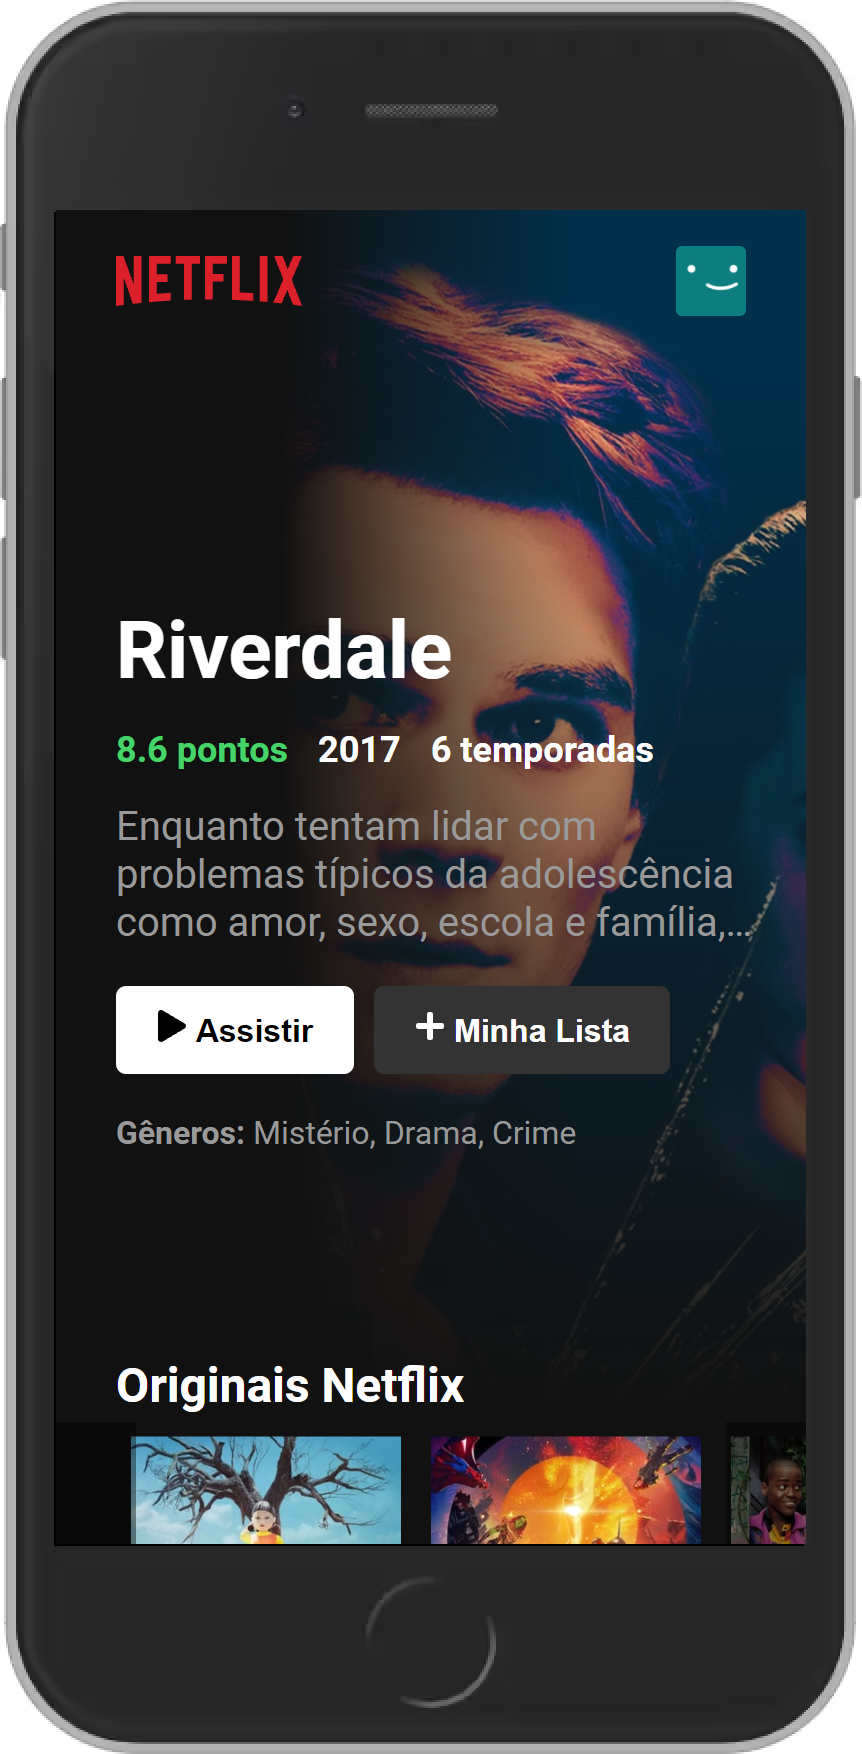 NETFLIX
Riverdale
8.6 pontos 2017 6 temporadas
Enquanto tentam lidar com
problemas típicos da adolescência
como amor, sexo, escola e família,...
Assistir Minha Lista
Gêneros: Mistério, Drama, Crime
Originais Netflix